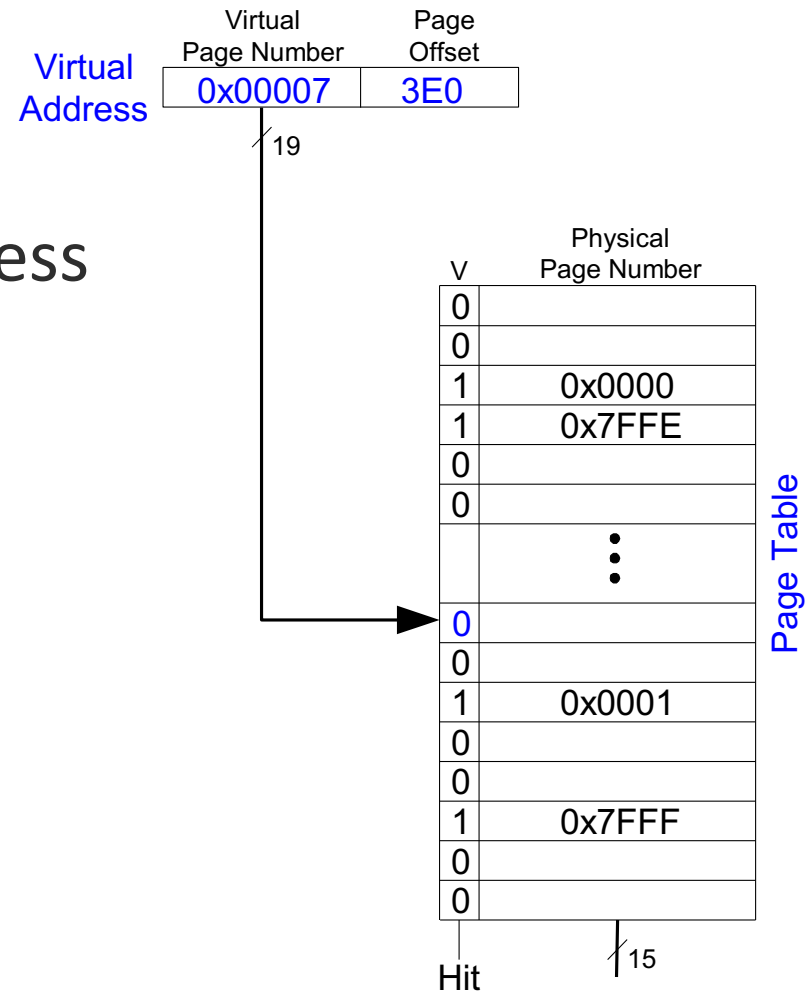 Virtual
Page Number
Page
Offset
Virtual
Address
0x00007
3E0
19
ess
Physical
Page Number
V
0
0
1 0x0000
1 0x7FFE
0
0
0
0
1 0x0001
0
0
1 0x7FFF
0
0
Page Table
Hit
15